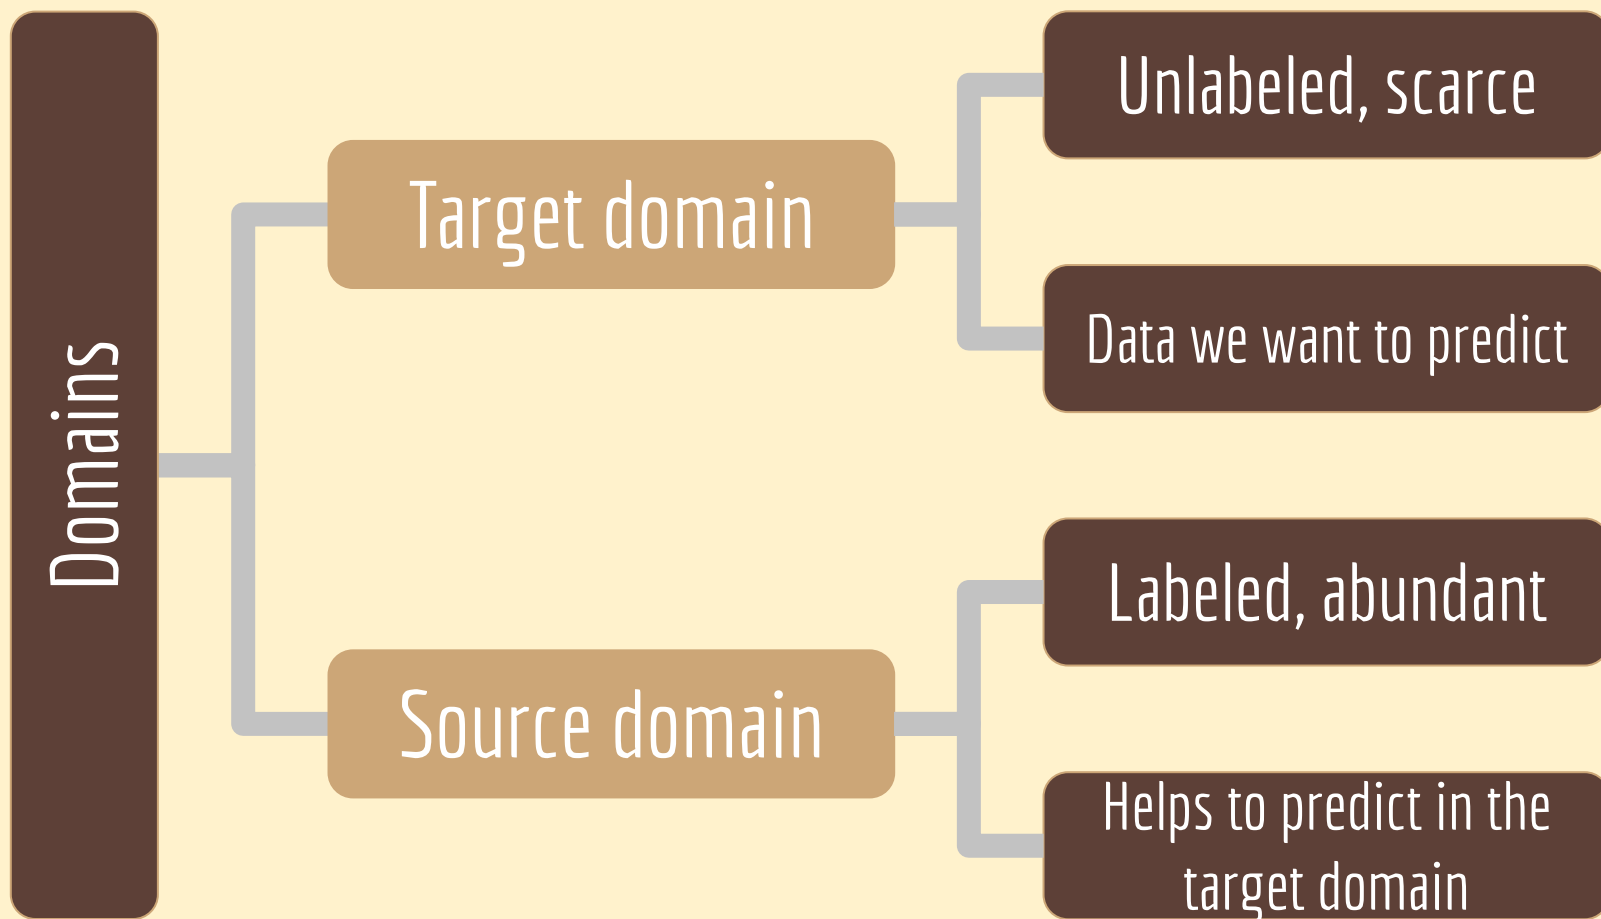 Domains
Target domain
Unlabeled, scarce
Data we want to predict
Source domain
Labeled, abundant
Helps to predict in the
target domain